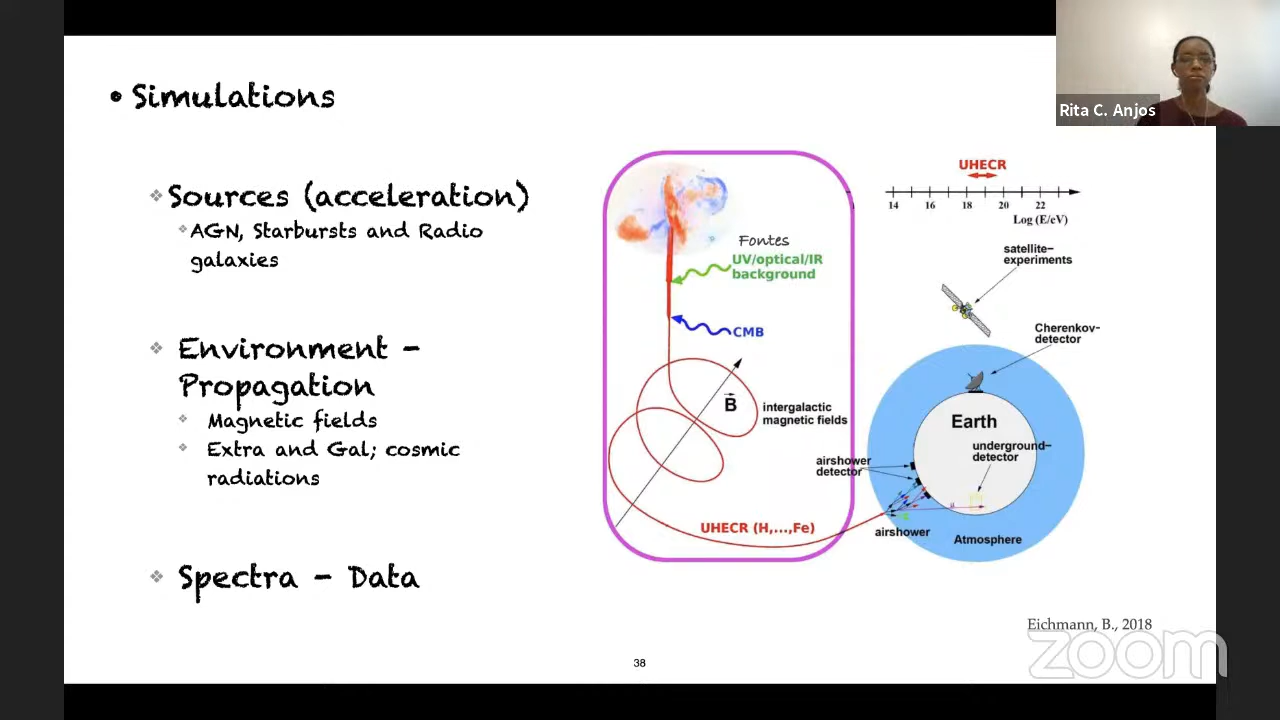 Rita C. Anjos
• Simulations
❖ Sources (acceleration)
❖ AGN, Starbursts and Radio
galaxies
❖ Environment -
Propagation
❖ Magnetic fields
❖ Extra and Gal; cosmic
radiations
❖ Spectra - Data
Fontes
UV/optical/IR
background
CMB
B
intergalactic
magnetic fields
UHECR (H,...,Fe)
UHECR
14 16 18 20 22
Log (E/eV)
satellite-
experiments
Cherenkov-
detector
Earth
underground-
detector
airshower
detector
μ
airshower
Atmosphere
Eichmann, B., 2018
zoom
38